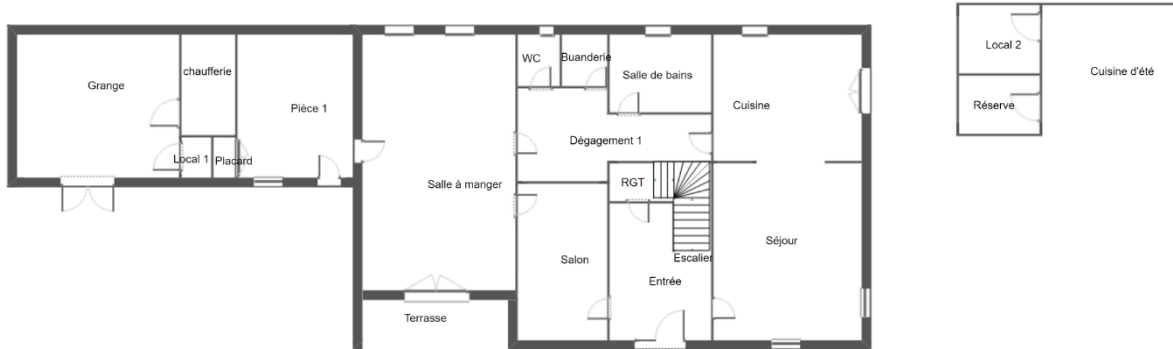 Grange
chaufferie
Pièce 1
Local 1
Placard
Salle à manger
Terrasse
WC
Buanderie
Salle de bains
Dégagement 1
RGT
Escalier
Salon
Entrée
Cuisine
Séjour
Local 2
Réserve
Cuisine d'été